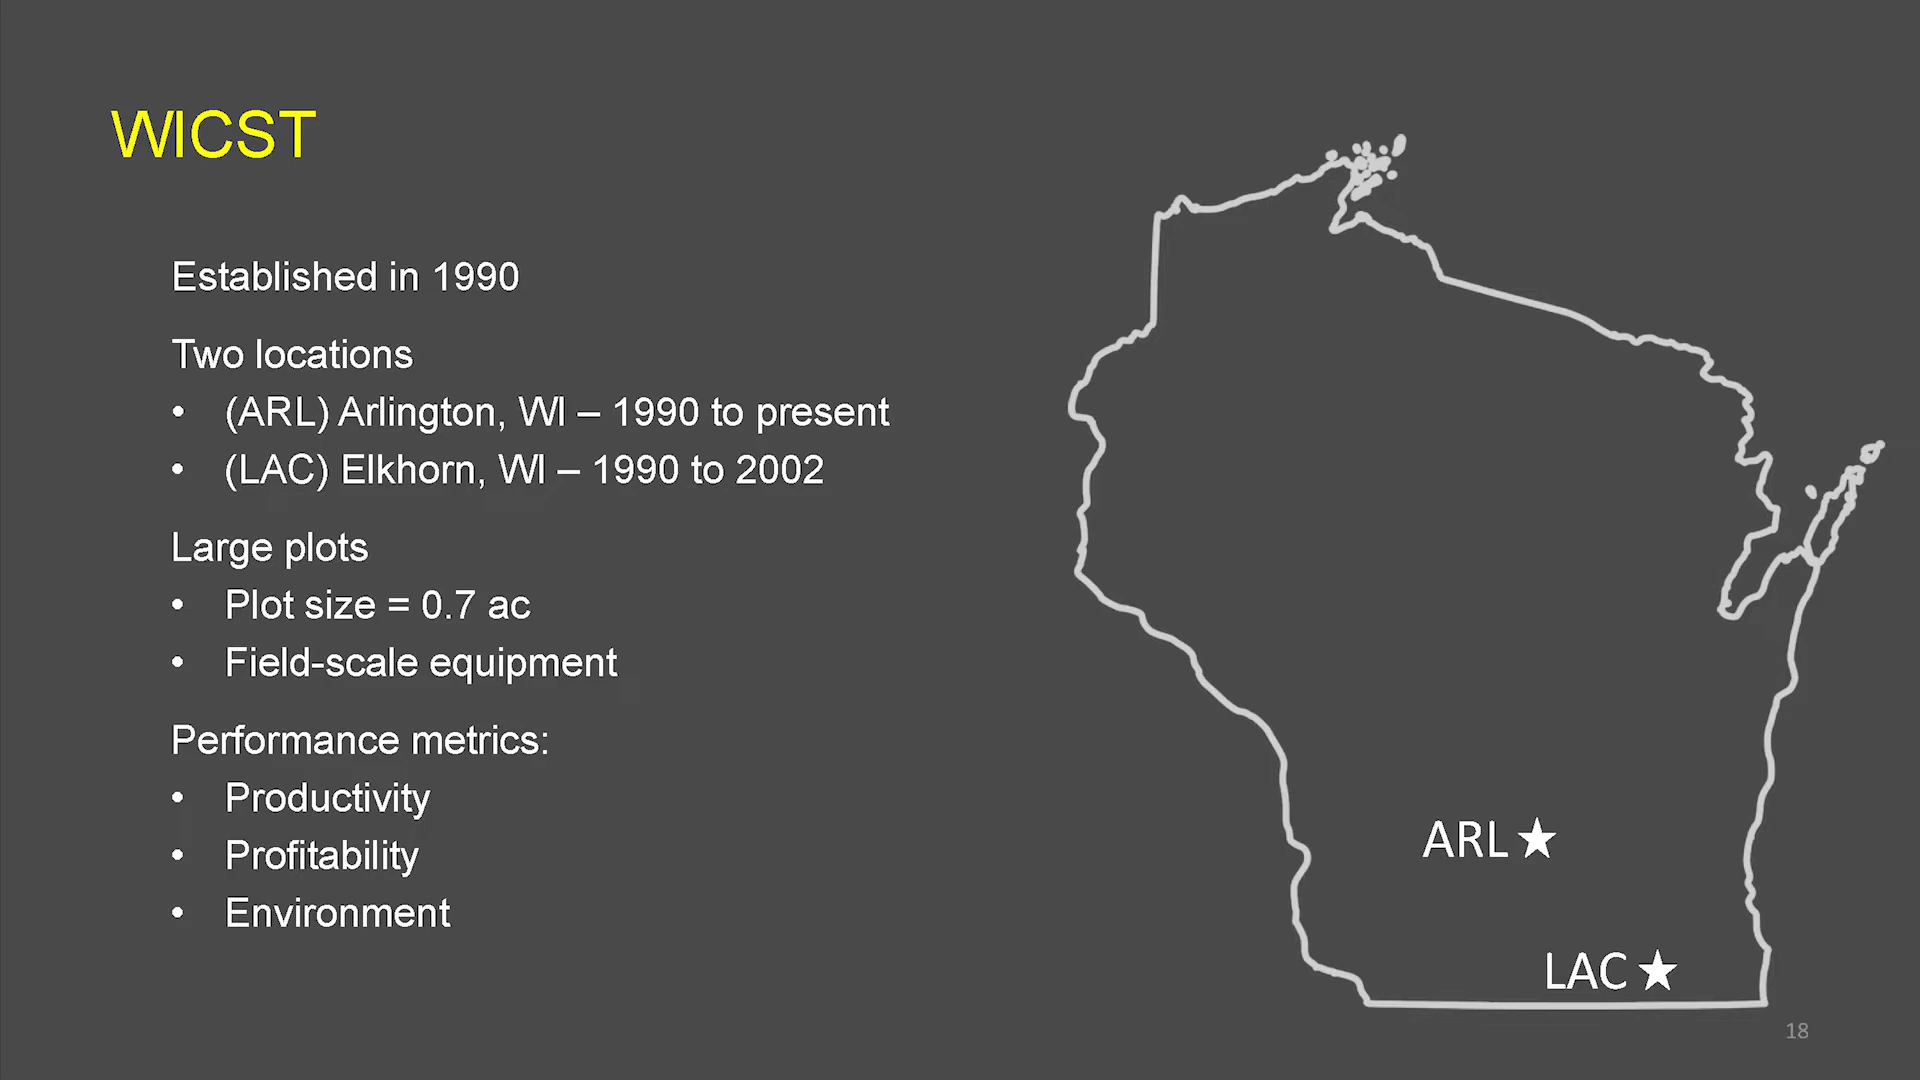 WICST
Established in 1990
Two locations
• (ARL) Arlington, WI – 1990 to present
• (LAC) Elkhorn, WI – 1990 to 2002
Large plots
• Plot size = 0.7 ac
• Field-scale equipment
Performance metrics:
• Productivity
• Profitability
• Environment
ARL
LAC
18